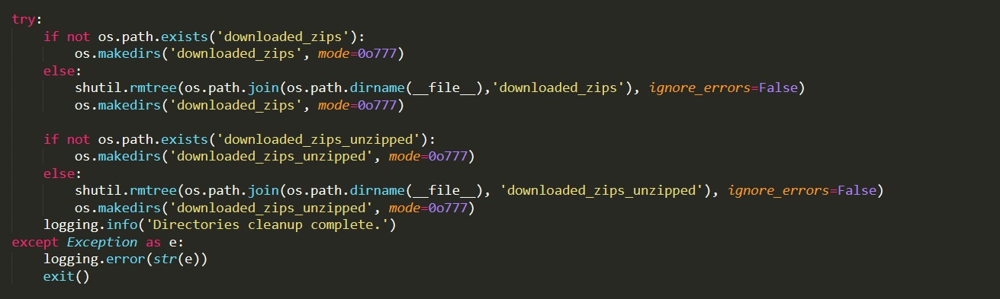 try:
    if not os.path.exists('downloaded_zips'):
        os.makedirs('downloaded_zips', mode=0o777)
    else:
        shutil.rmtree(os.path.join(os.path.dirname(__file__),'downloaded_zips'), ignore_errors=False)
        os.makedirs('downloaded_zips', mode=0o777)

    if not os.path.exists('downloaded_zips_unzipped'):
        os.makedirs('downloaded_zips_unzipped', mode=0o777)
    else:
        shutil.rmtree(os.path.join(os.path.dirname(__file__), 'downloaded_zips_unzipped'), ignore_errors=False)
        os.makedirs('downloaded_zips_unzipped', mode=0o777)
    logging.info('Directories cleanup complete.')
except Exception as e:
    logging.error(str(e))
    exit()